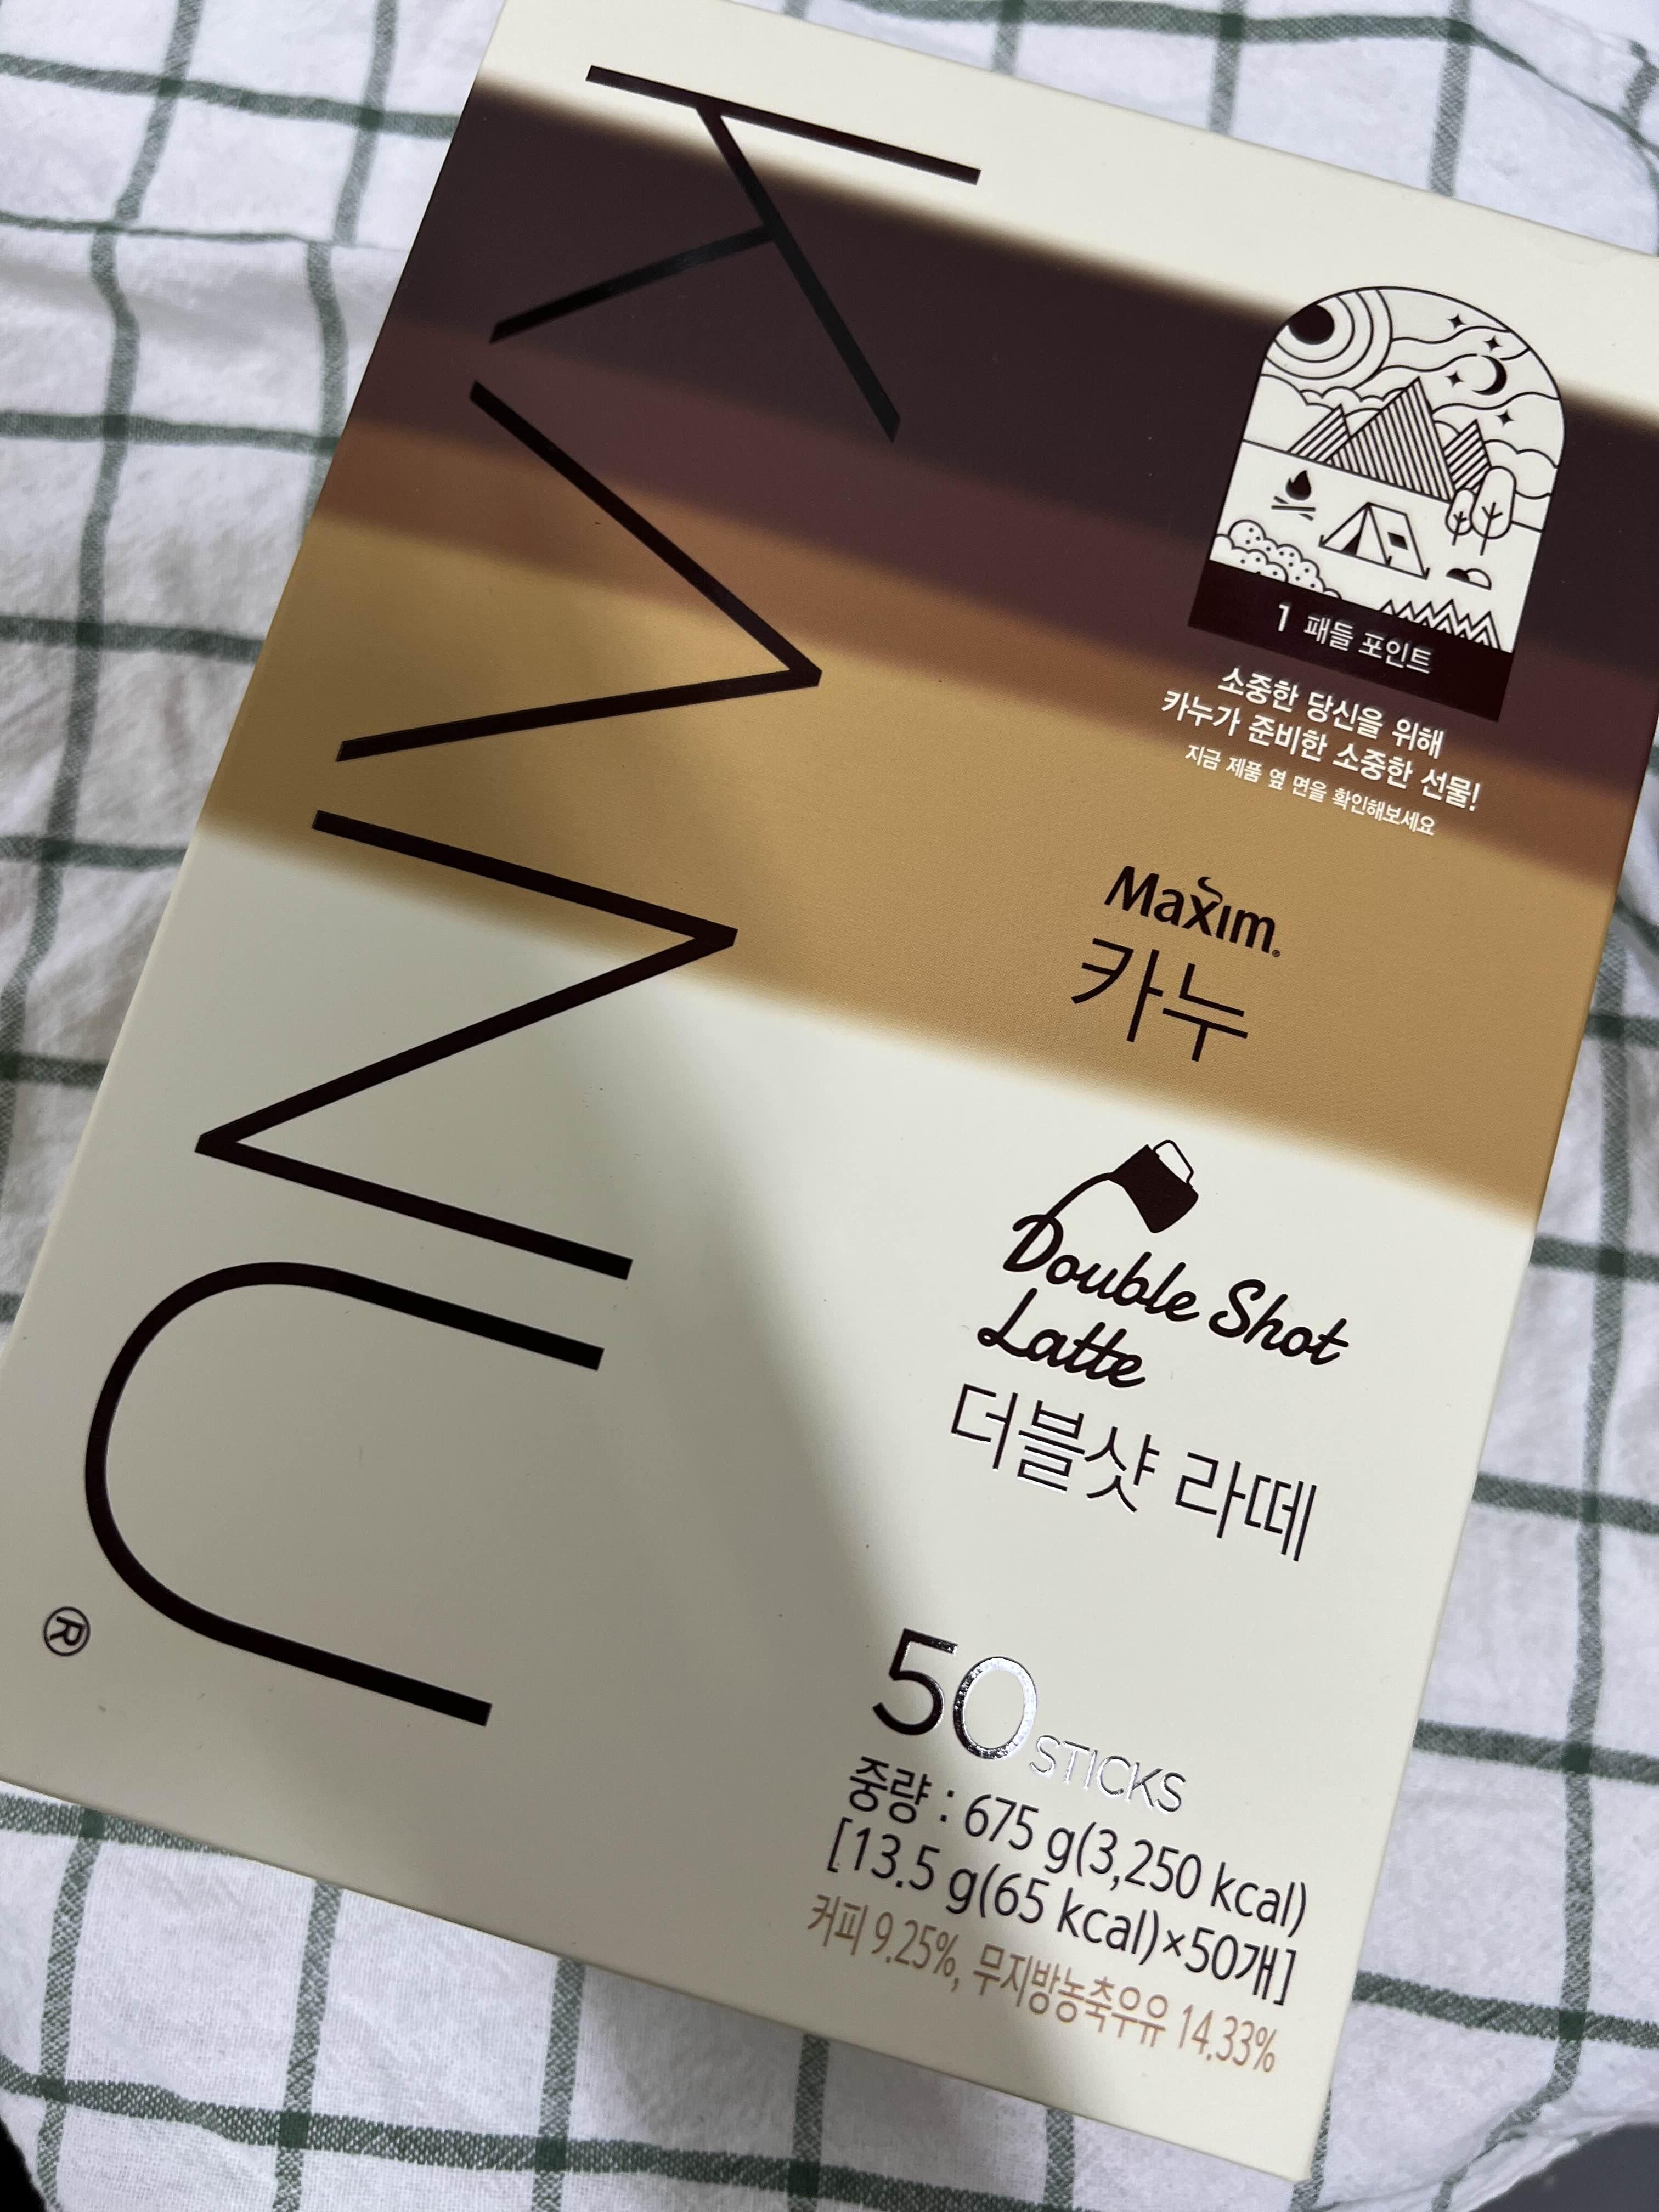 KANU®
1 패들 포인트
소중한 당신을 위해
카누가 준비한 소중한 선물!
지금 제품 옆 면을 확인해보세요
Maxim®
카누
Double Shot
Latte
더블샷 라떼
50 STICKS
중량 : 675 g(3,250 kcal)
[13.5 g(65 kcal)×50개]
커피 9.25%, 무지방농축우유 14.33%